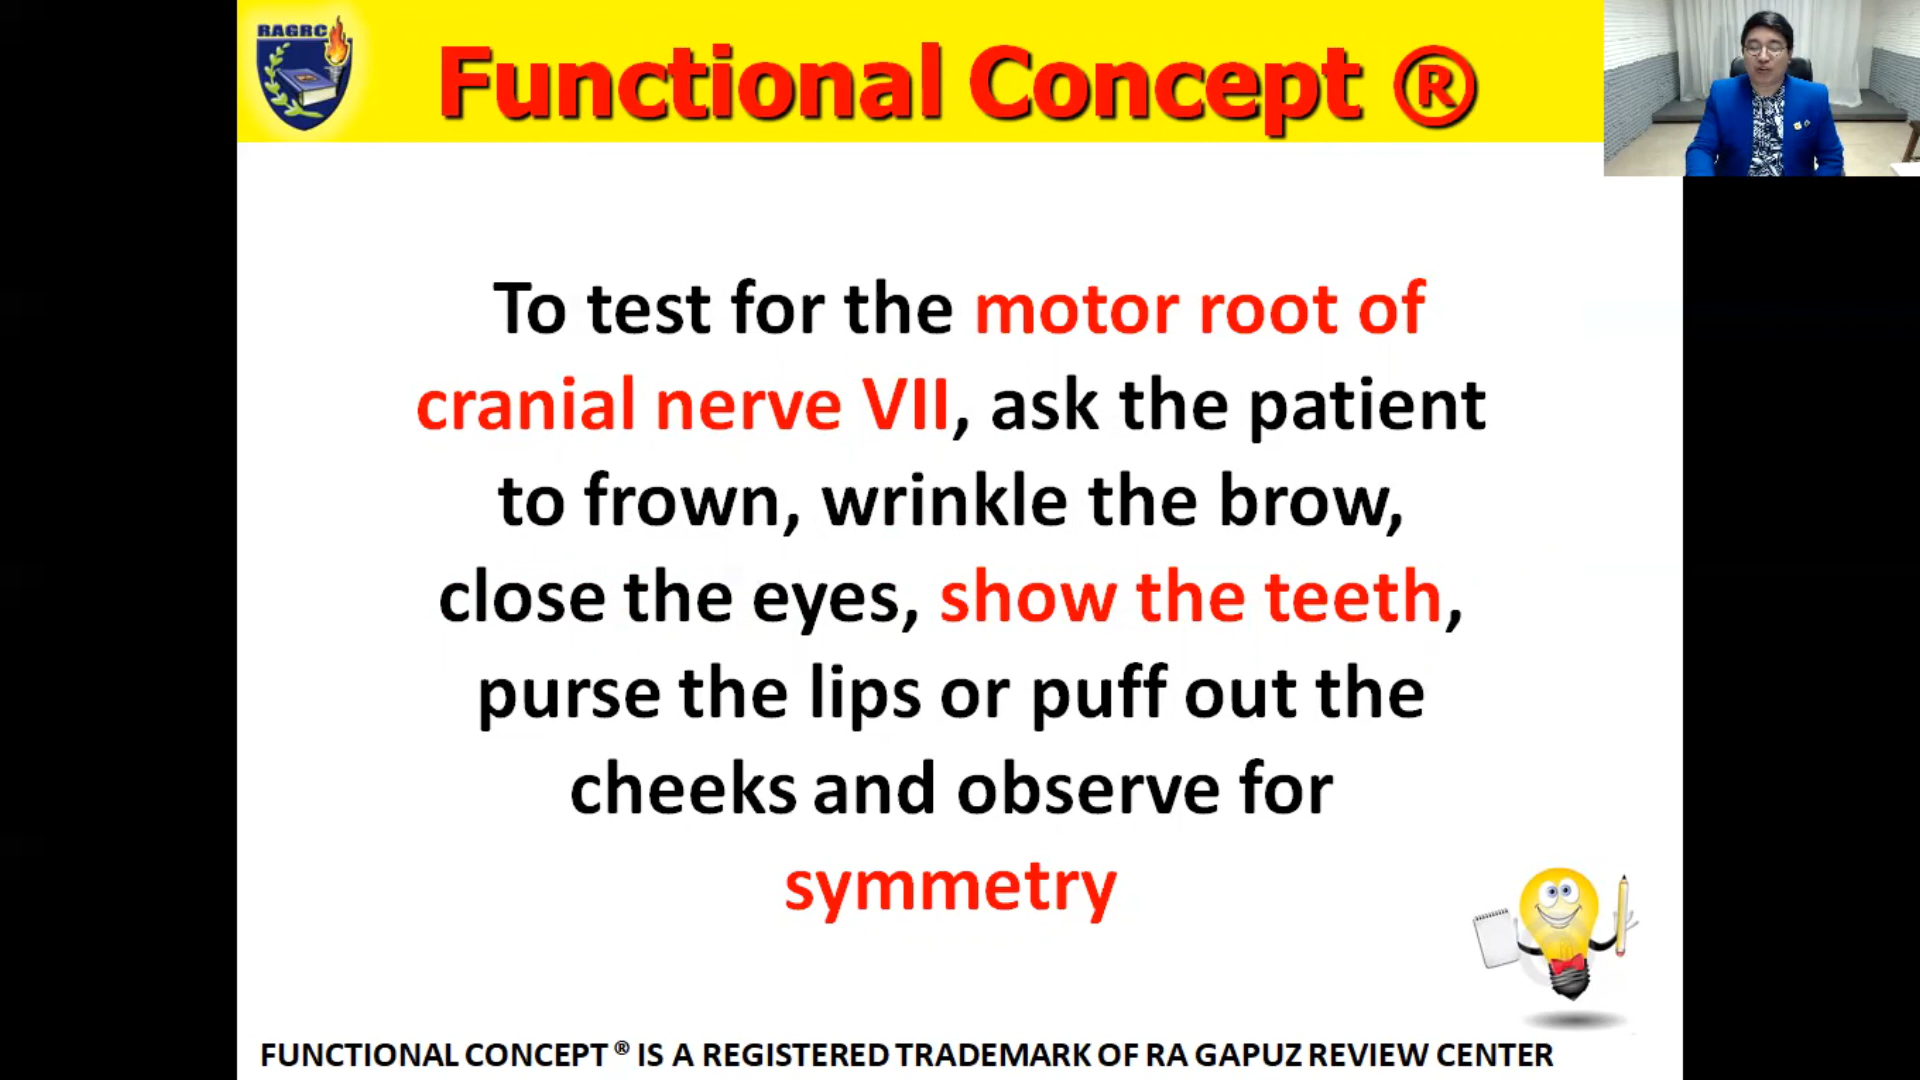 RAGRC
Functional Concept ®
To test for the motor root of
cranial nerve VII, ask the patient
to frown, wrinkle the brow,
close the eyes, show the teeth,
purse the lips or puff out the
cheeks and observe for
symmetry
FUNCTIONAL CONCEPT ® IS A REGISTERED TRADEMARK OF RA GAPUZ REVIEW CENTER